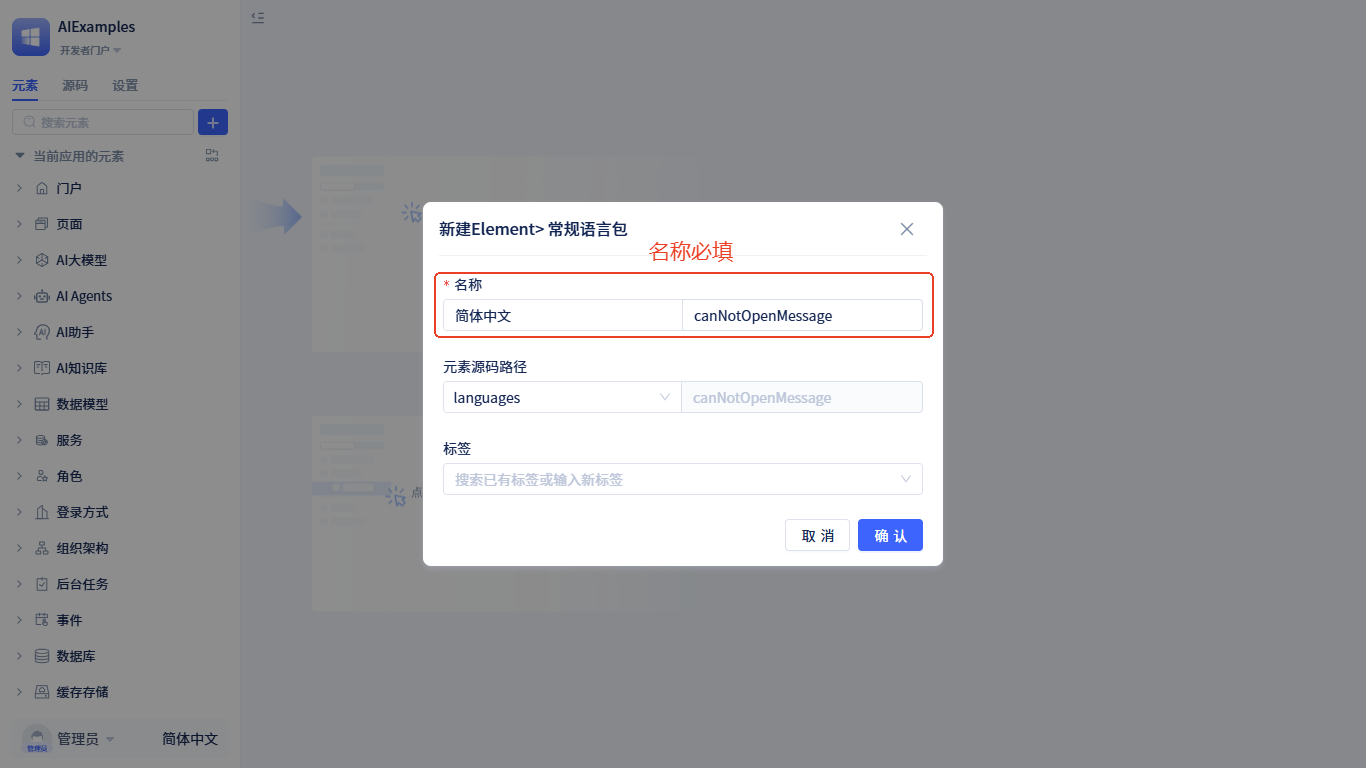 AIExamples
开发者门户
元素 源码 设置
搜索元素
当前应用的元素
门户
页面
AI大模型
AI Agents
AI助手
AI知识库
数据模型
服务
角色
登录方式
组织架构
后台任务
事件
数据库
缓存存储
管理员
管理员 简体中文
点
新建Element> 常规语言包
名称必填
* 名称
简体中文 canNotOpenMessage
元素源码路径
languages canNotOpenMessage
标签
搜索已有标签或输入新标签
取 消 确 认